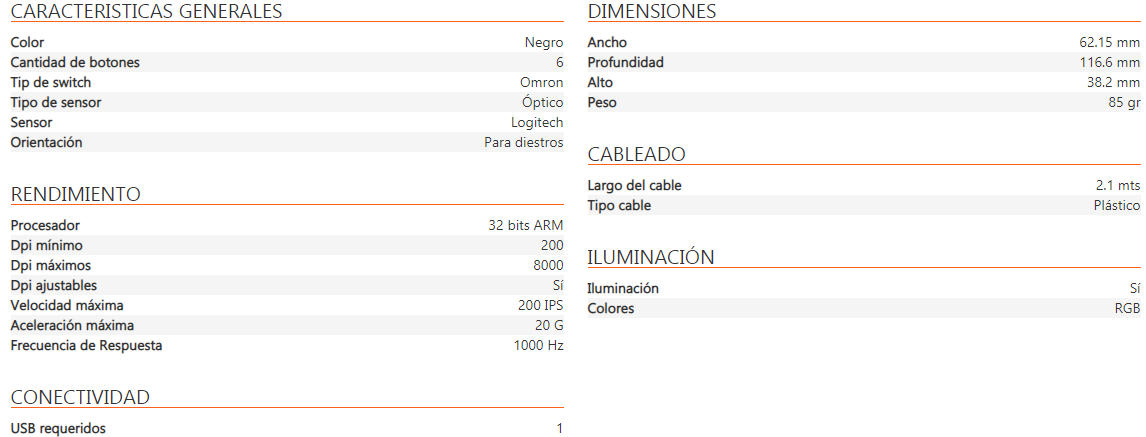 CARACTERISTICAS GENERALES
Color Negro
Cantidad de botones 6
Tip de switch Omron
Tipo de sensor Óptico
Sensor Logitech
Orientación Para diestros
RENDIMIENTO
Procesador 32 bits ARM
Dpi mínimo 200
Dpi máximos 8000
Dpi ajustables Sí
Velocidad máxima 200 IPS
Aceleración máxima 20 G
Frecuencia de Respuesta 1000 Hz
CONECTIVIDAD
USB requeridos 1
DIMENSIONES
Ancho 62.15 mm
Profundidad 116.6 mm
Alto 38.2 mm
Peso 85 gr
CABLEADO
Largo del cable 2.1 mts
Tipo cable Plástico
ILUMINACIÓN
Iluminación Sí
Colores RGB